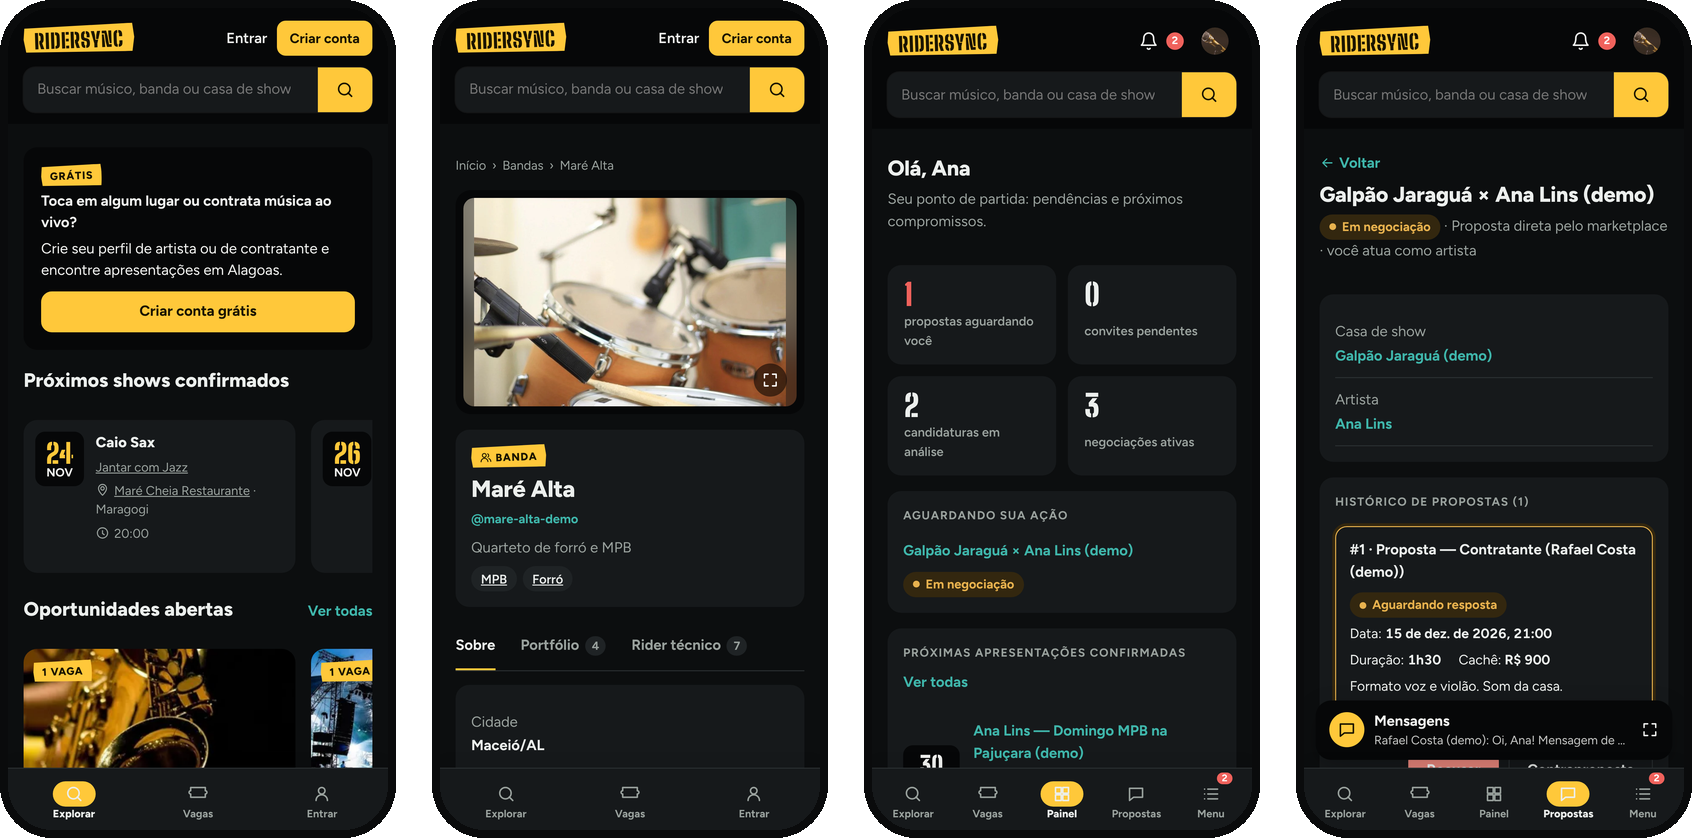 RIDERSYNC
Entrar
Criar conta
Buscar músico, banda ou casa de show
GRÁTIS
Toca em algum lugar ou contrata música ao
vivo?
Crie seu perfil de artista ou de contratante e
encontre apresentações em Alagoas.
Criar conta grátis
Próximos shows confirmados
24
NOV
Caio Sax
Jantar com Jazz
Maré Cheia Restaurante ·
Maragogi
20:00
26
NOV
Oportunidades abertas
Ver todas
1 VAGA
1 VAGA
Explorar
Vagas
Entrar
RIDERSYNC
Entrar
Criar conta
Buscar músico, banda ou casa de show
Início › Bandas › Maré Alta
BANDA
Maré Alta
@mare-alta-demo
Quarteto de forró e MPB
MPB
Forró
Sobre
Portfólio 4
Rider técnico 7
Cidade
Maceió/AL
Explorar
Vagas
Entrar
RIDERSYNC
2
Buscar músico, banda ou casa de show
Olá, Ana
Seu ponto de partida: pendências e próximos
compromissos.
1
propostas aguardando
você
0
convites pendentes
2
candidaturas em
análise
3
negociações ativas
AGUARDANDO SUA AÇÃO
Galpão Jaraguá × Ana Lins (demo)
Em negociação
PRÓXIMAS APRESENTAÇÕES CONFIRMADAS
Ver todas
30
Ana Lins — Domingo MPB na
Pajuçara (demo)
Explorar
Vagas
Painel
Propostas
2
Menu
RIDERSYNC
2
Buscar músico, banda ou casa de show
← Voltar
Galpão Jaraguá × Ana Lins (demo)
Em negociação · Proposta direta pelo marketplace
· você atua como artista
Casa de show
Galpão Jaraguá (demo)
Artista
Ana Lins
HISTÓRICO DE PROPOSTAS (1)
#1 · Proposta — Contratante (Rafael Costa
(demo))
Aguardando resposta
Data: 15 de dez. de 2026, 21:00
Duração: 1h30 Cachê: R$ 900
Formato voz e violão. Som da casa.
Mensagens
Rafael Costa (demo): Oi, Ana! Mensagem de ...
Explorar
Vagas
Painel
Propostas
2
Menu